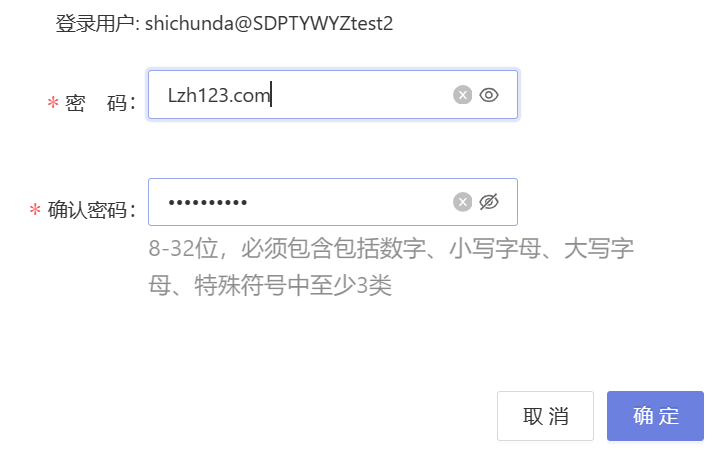 登录用户: shichunda@SDPTYWYZtest2
* 密 码: Lzh123.com
* 确认密码: ••••••••••
8-32位，必须包含包括数字、小写字母、大写字
母、特殊符号中至少3类
取 消 确 定